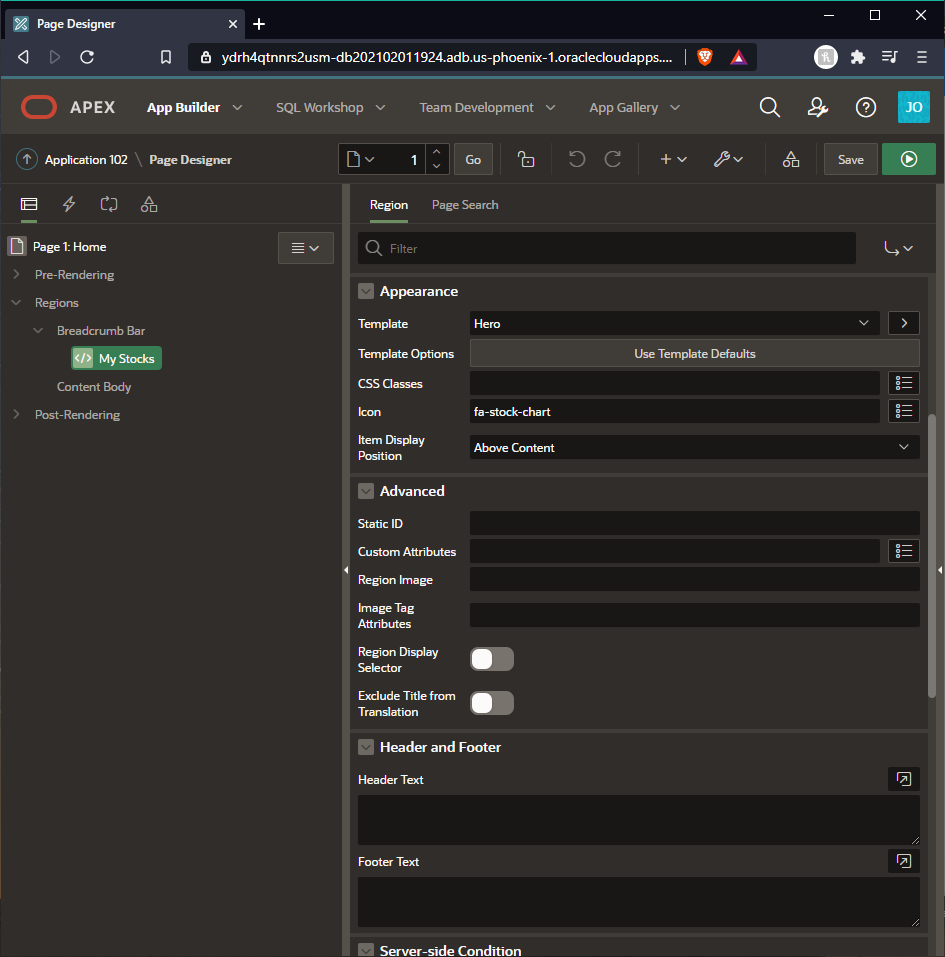 Page Designer
ydrh4qtnnrs2usm-db202102011924.adb.us-phoenix-1.oraclecloudapps....
APEX App Builder SQL Workshop Team Development App Gallery JO
Application 102 \ Page Designer 1 Go Save
Region Page Search
Page 1: Home
Filter
Pre-Rendering
Regions
Breadcrumb Bar
</> My Stocks
Content Body
Post-Rendering
Appearance
Template Hero
Template Options Use Template Defaults
CSS Classes
Icon fa-stock-chart
Item Display
Position
Above Content
Advanced
Static ID
Custom Attributes
Region Image
Image Tag
Attributes
Region Display
Selector
Exclude Title from
Translation
Header and Footer
Header Text
Footer Text
Server-side Condition